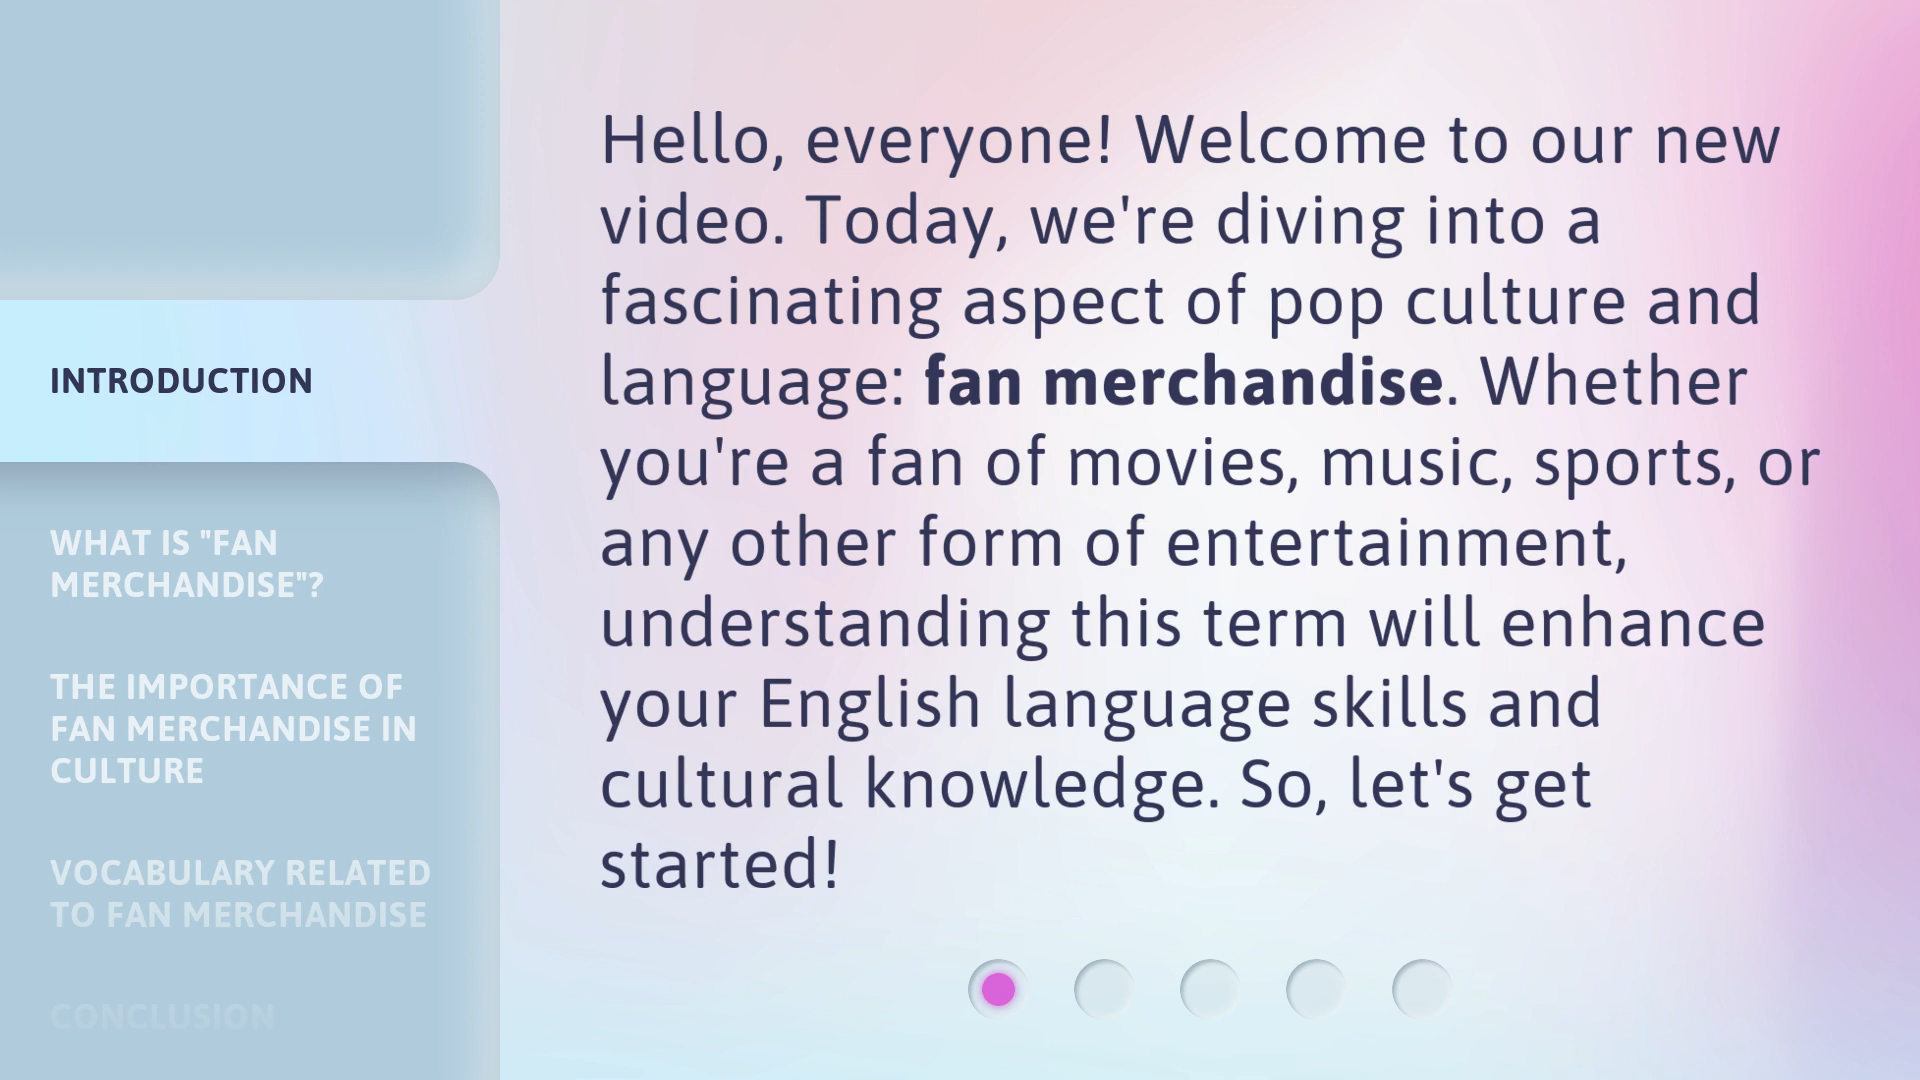 INTRODUCTION
WHAT IS "FAN
MERCHANDISE"?
THE IMPORTANCE OF
FAN MERCHANDISE IN
CULTURE
VOCABULARY RELATED
TO FAN MERCHANDISE
CONCLUSION
Hello, everyone! Welcome to our new
video. Today, we're diving into a
fascinating aspect of pop culture and
language: fan merchandise. Whether
you're a fan of movies, music, sports, or
any other form of entertainment,
understanding this term will enhance
your English language skills and
cultural knowledge. So, let's get
started!